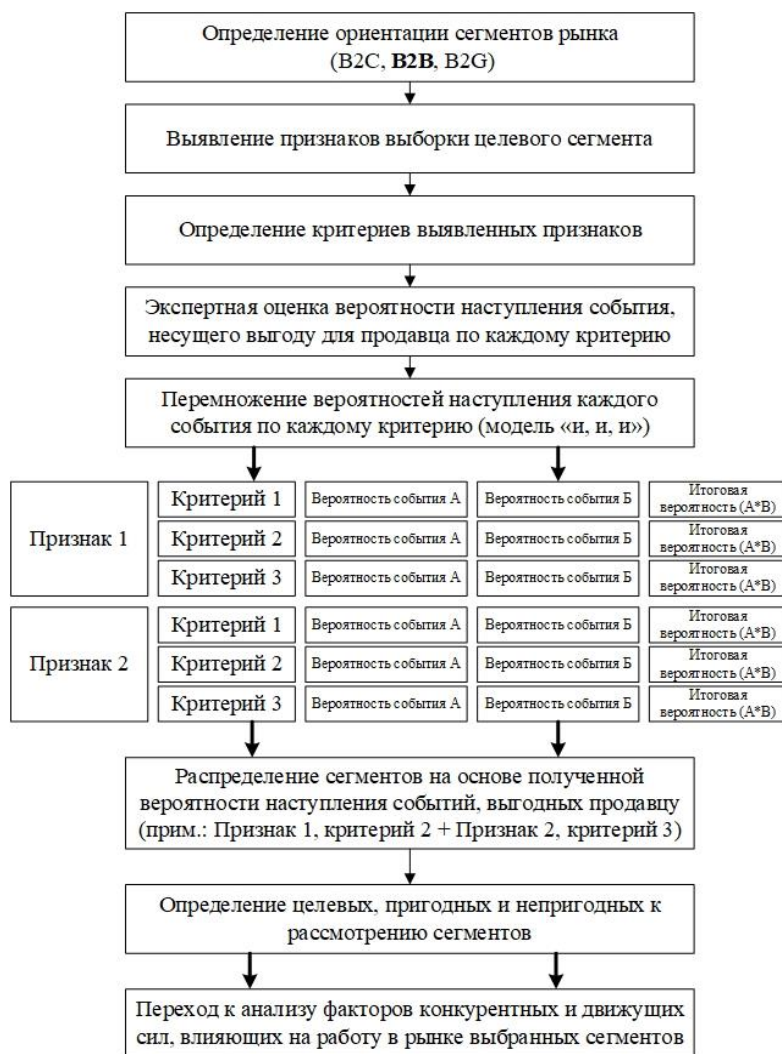 Определение ориентации сегментов рынка
(B2C, B2B, B2G)
Выявление признаков выборки целевого сегмента
Определение критериев выявленных признаков
Экспертная оценка вероятности наступления события,
несущего выгоду для продавца по каждому критерию
Перемножение вероятностей наступления каждого
события по каждому критерию (модель «и, и, и»)
Признак 1
Критерий 1
Вероятность события А
Вероятность события Б
Итоговая
вероятность (А*В)
Критерий 2
Вероятность события А
Вероятность события Б
Итоговая
вероятность (А*В)
Критерий 3
Вероятность события А
Вероятность события Б
Итоговая
вероятность (А*В)
Признак 2
Критерий 1
Вероятность события А
Вероятность события Б
Итоговая
вероятность (А*В)
Критерий 2
Вероятность события А
Вероятность события Б
Итоговая
вероятность (А*В)
Критерий 3
Вероятность события А
Вероятность события Б
Итоговая
вероятность (А*В)
Распределение сегментов на основе полученной
вероятности наступления событий, выгодных продавцу
(прим.: Признак 1, критерий 2 + Признак 2, критерий 3)
Определение целевых, пригодных и непригодных к
рассмотрению сегментов
Переход к анализу факторов конкурентных и движущих
сил, влияющих на работу в рынке выбранных сегментов